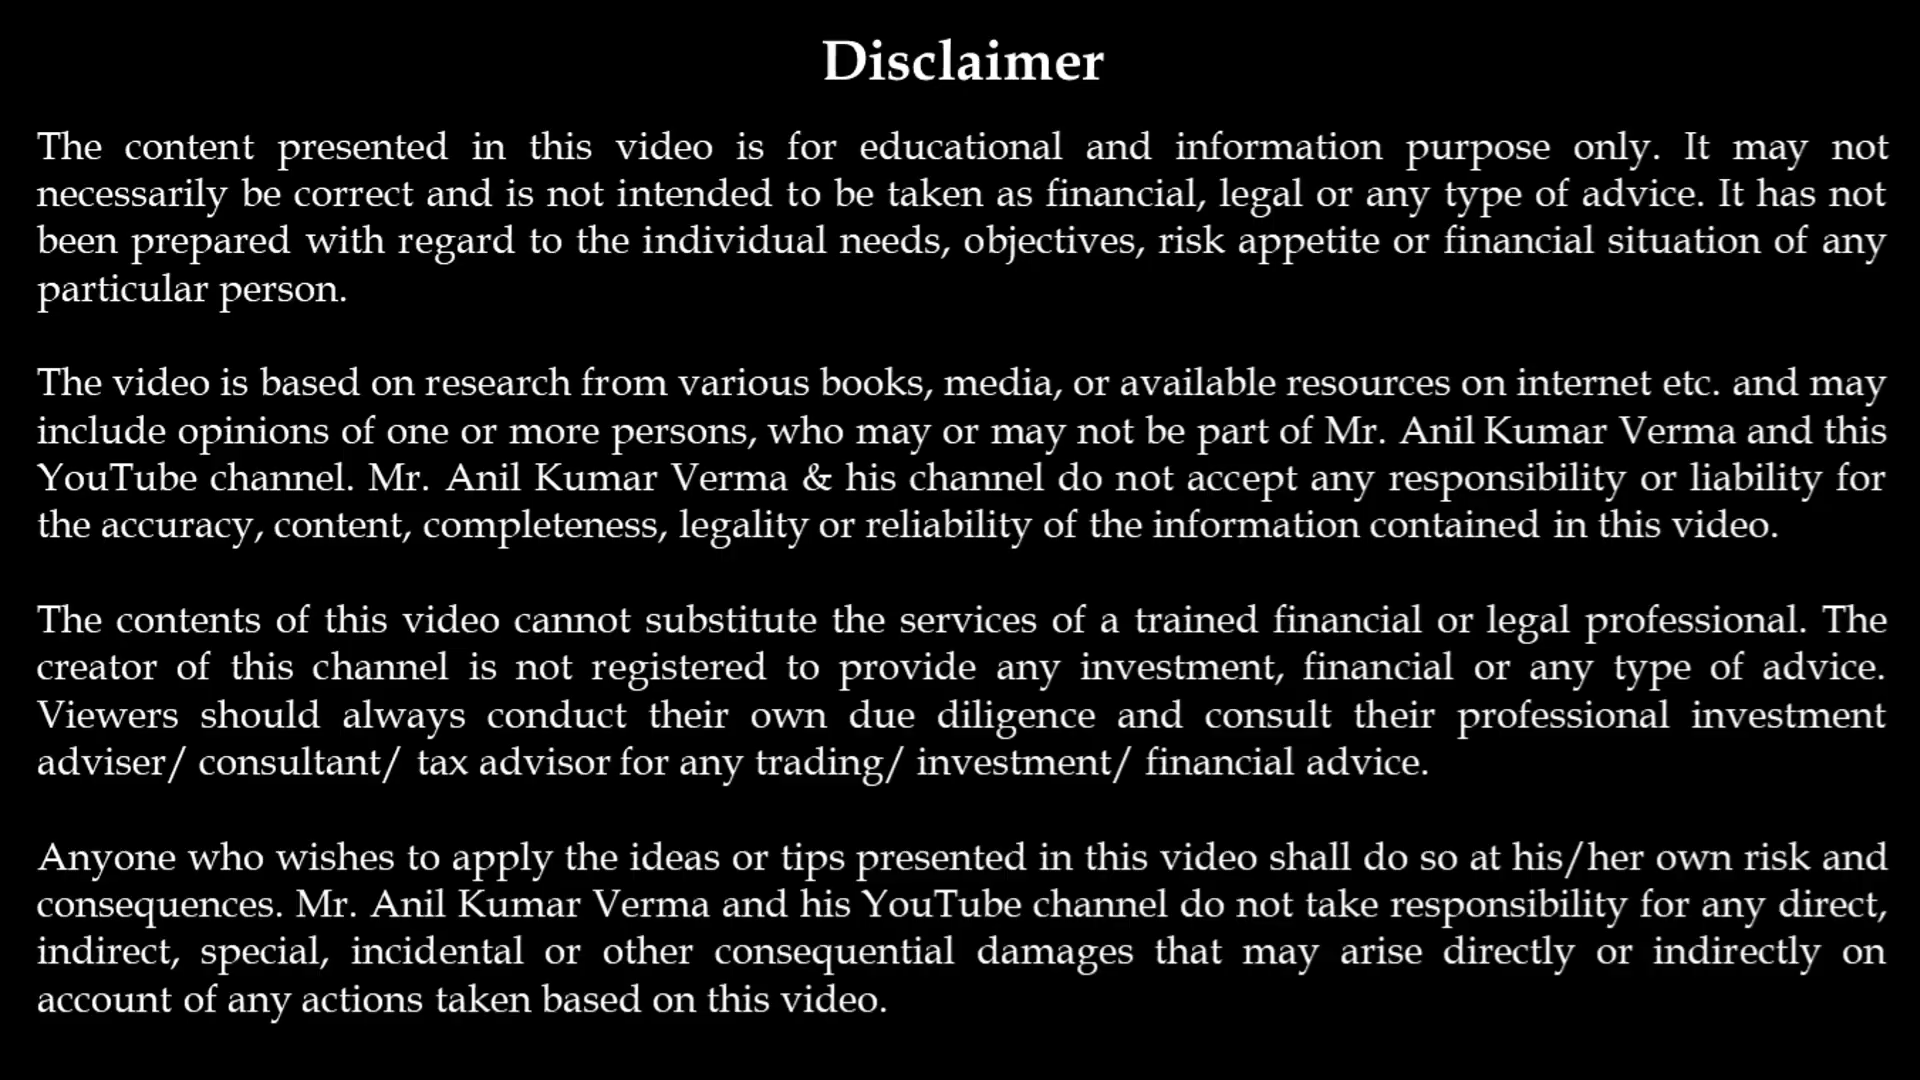 Disclaimer
The content presented in this video is for educational and information purpose only. It may not
necessarily be correct and is not intended to be taken as financial, legal or any type of advice. It has not
been prepared with regard to the individual needs, objectives, risk appetite or financial situation of any
particular person.
The video is based on research from various books, media, or available resources on internet etc. and may
include opinions of one or more persons, who may or may not be part of Mr. Anil Kumar Verma and this
YouTube channel. Mr. Anil Kumar Verma & his channel do not accept any responsibility or liability for
the accuracy, content, completeness, legality or reliability of the information contained in this video.
The contents of this video cannot substitute the services of a trained financial or legal professional. The
creator of this channel is not registered to provide any investment, financial or any type of advice.
Viewers should always conduct their own due diligence and consult their professional investment
adviser/ consultant/ tax advisor for any trading/ investment/ financial advice.
Anyone who wishes to apply the ideas or tips presented in this video shall do so at his/her own risk and
consequences. Mr. Anil Kumar Verma and his YouTube channel do not take responsibility for any direct,
indirect, special, incidental or other consequential damages that may arise directly or indirectly on
account of any actions taken based on this video.